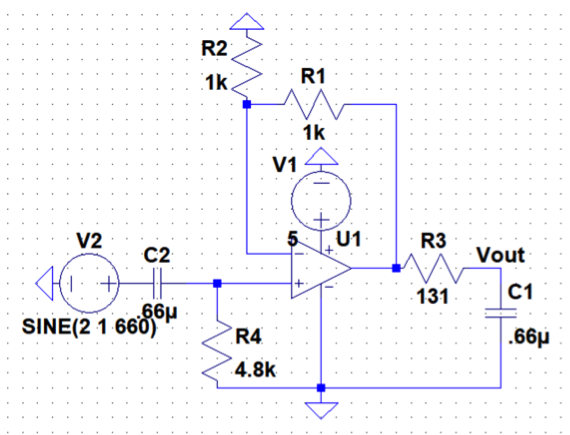 R2
1k
R1
1k
V1
5
U1
V2
SINE(2 1 660)
C2
.66µ
R4
4.8k
R3
131
Vout
C1
.66µ